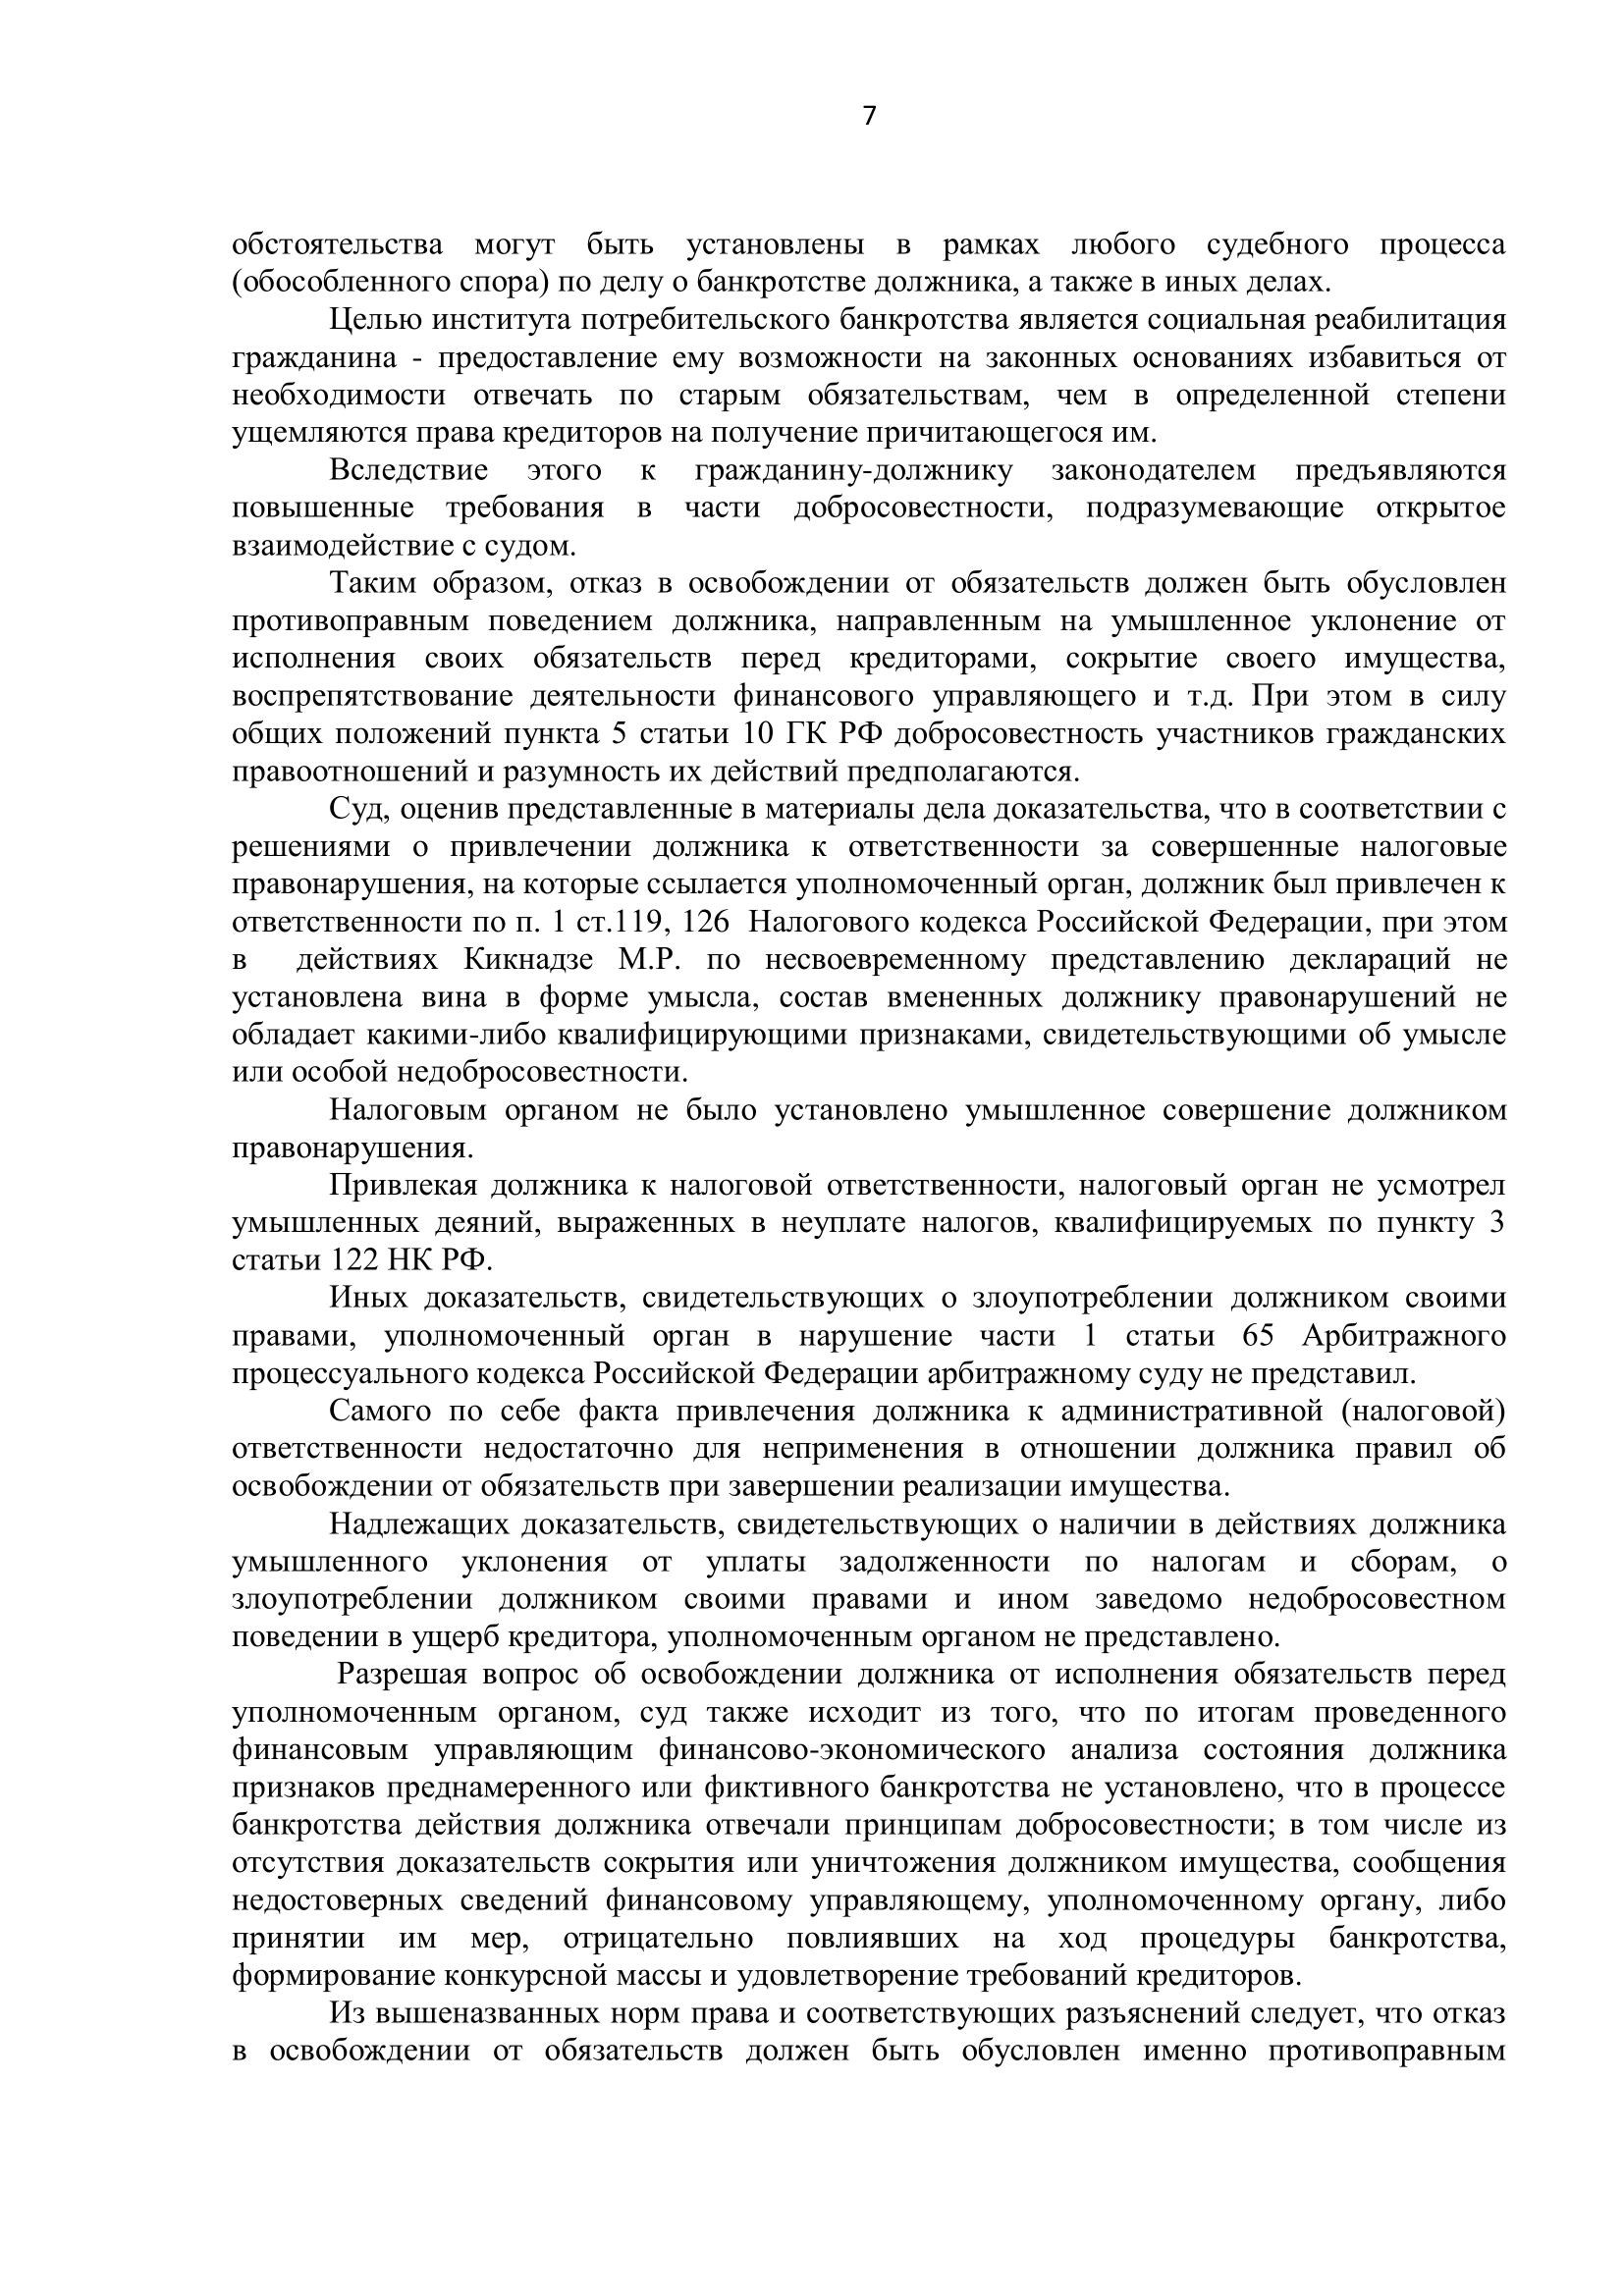 7
обстоятельства могут быть установлены в рамках любого судебного процесса
(обособленного спора) по делу о банкротстве должника, а также в иных делах.
Целью института потребительского банкротства является социальная реабилитация
гражданина - предоставление ему возможности на законных основаниях избавиться от
необходимости отвечать по старым обязательствам, чем в определенной степени
ущемляются права кредиторов на получение причитающегося им.
Вследствие этого к гражданину-должнику законодателем предъявляются
повышенные требования в части добросовестности, подразумевающие открытое
взаимодействие с судом.
Таким образом, отказ в освобождении от обязательств должен быть обусловлен
противоправным поведением должника, направленным на умышленное уклонение от
исполнения своих обязательств перед кредиторами, сокрытие своего имущества,
воспрепятствование деятельности финансового управляющего и т.д. При этом в силу
общих положений пункта 5 статьи 10 ГК РФ добросовестность участников гражданских
правоотношений и разумность их действий предполагаются.
Суд, оценив представленные в материалы дела доказательства, что в соответствии с
решениями о привлечении должника к ответственности за совершенные налоговые
правонарушения, на которые ссылается уполномоченный орган, должник был привлечен к
ответственности по п. 1 ст.119, 126 Налогового кодекса Российской Федерации, при этом
в действиях Кикнадзе М.Р. по несвоевременному представлению деклараций не
установлена вина в форме умысла, состав вмененных должнику правонарушений не
обладает какими-либо квалифицирующими признаками, свидетельствующими об умысле
или особой недобросовестности.
Налоговым органом не было установлено умышленное совершение должником
правонарушения.
Привлекая должника к налоговой ответственности, налоговый орган не усмотрел
умышленных деяний, выраженных в неуплате налогов, квалифицируемых по пункту 3
статьи 122 НК РФ.
Иных доказательств, свидетельствующих о злоупотреблении должником своими
правами, уполномоченный орган в нарушение части 1 статьи 65 Арбитражного
процессуального кодекса Российской Федерации арбитражному суду не представил.
Самого по себе факта привлечения должника к административной (налоговой)
ответственности недостаточно для неприменения в отношении должника правил об
освобождении от обязательств при завершении реализации имущества.
Надлежащих доказательств, свидетельствующих о наличии в действиях должника
умышленного уклонения от уплаты задолженности по налогам и сборам, о
злоупотреблении должником своими правами и ином заведомо недобросовестном
поведении в ущерб кредитора, уполномоченным органом не представлено.
Разрешая вопрос об освобождении должника от исполнения обязательств перед
уполномоченным органом, суд также исходит из того, что по итогам проведенного
финансовым управляющим финансово-экономического анализа состояния должника
признаков преднамеренного или фиктивного банкротства не установлено, что в процессе
банкротства действия должника отвечали принципам добросовестности; в том числе из
отсутствия доказательств сокрытия или уничтожения должником имущества, сообщения
недостоверных сведений финансовому управляющему, уполномоченному органу, либо
принятии им мер, отрицательно повлиявших на ход процедуры банкротства,
формирование конкурсной массы и удовлетворение требований кредиторов.
Из вышеназванных норм права и соответствующих разъяснений следует, что отказ
в освобождении от обязательств должен быть обусловлен именно противоправным